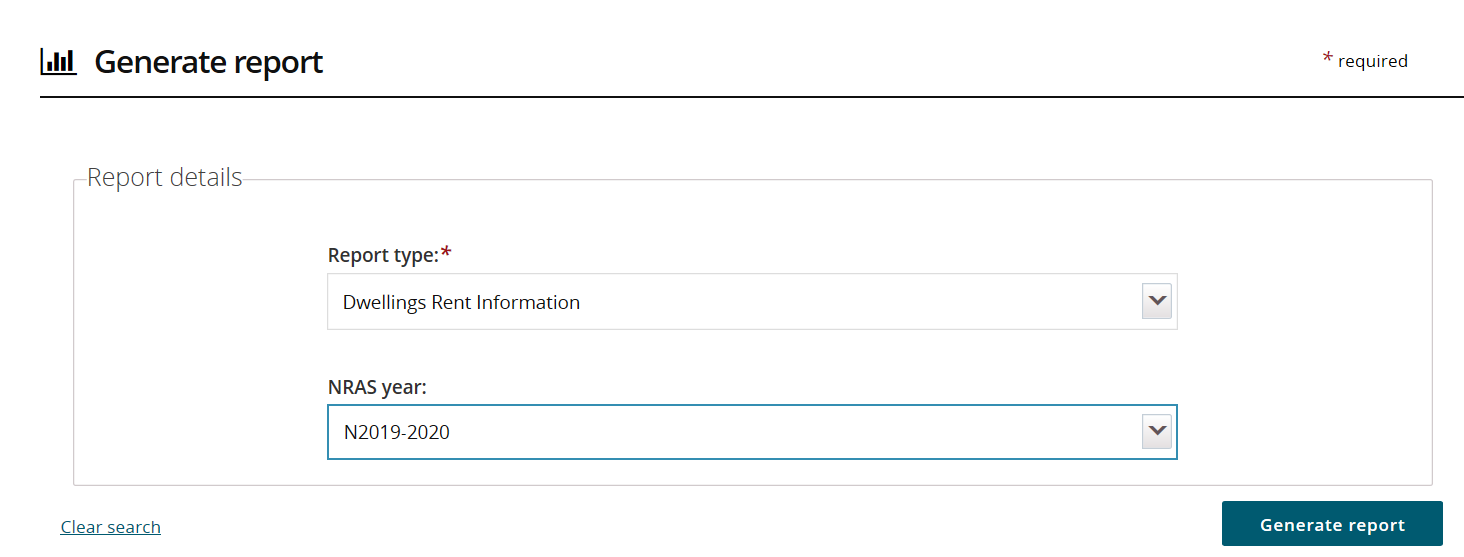 Generate report
* required
Report details
Report type:*
Dwellings Rent Information
NRAS year:
N2019-2020
Clear search
Generate report